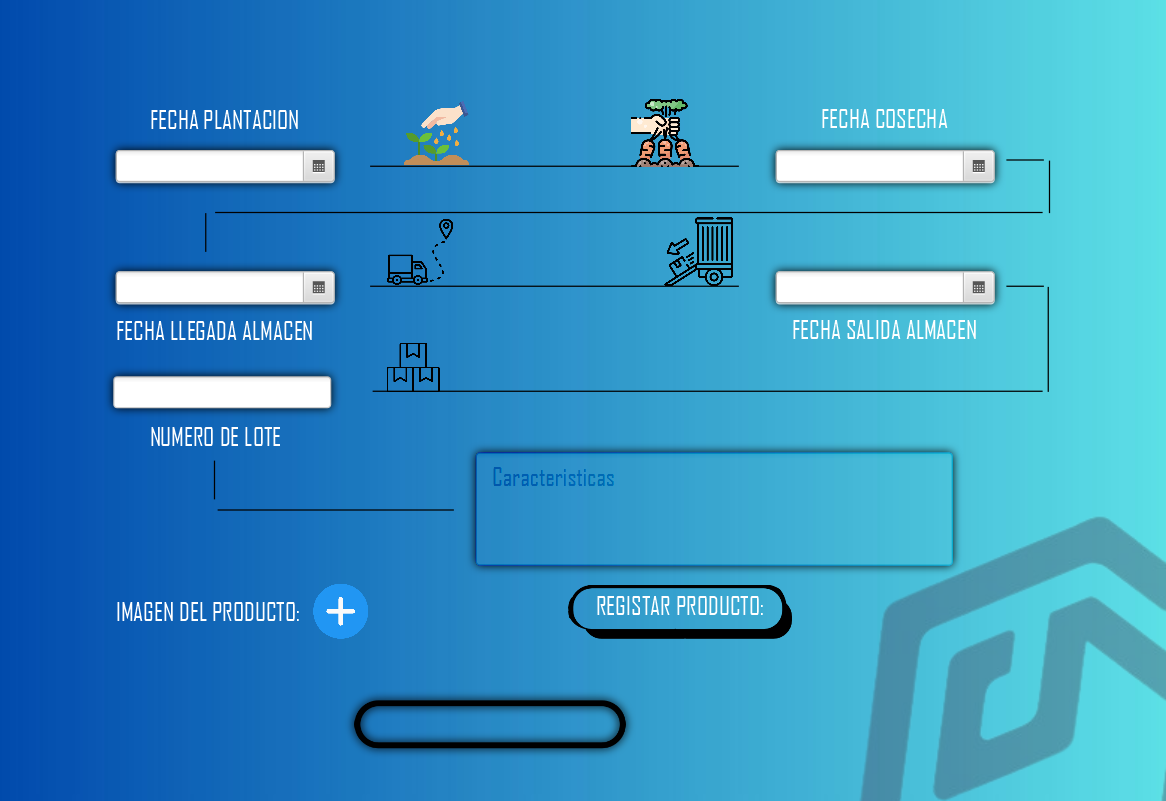 FECHA PLANTACION
FECHA COSECHA
FECHA LLEGADA ALMACEN
FECHA SALIDA ALMACEN
NUMERO DE LOTE
Caracteristicas
IMAGEN DEL PRODUCTO:
REGISTAR PRODUCTO: